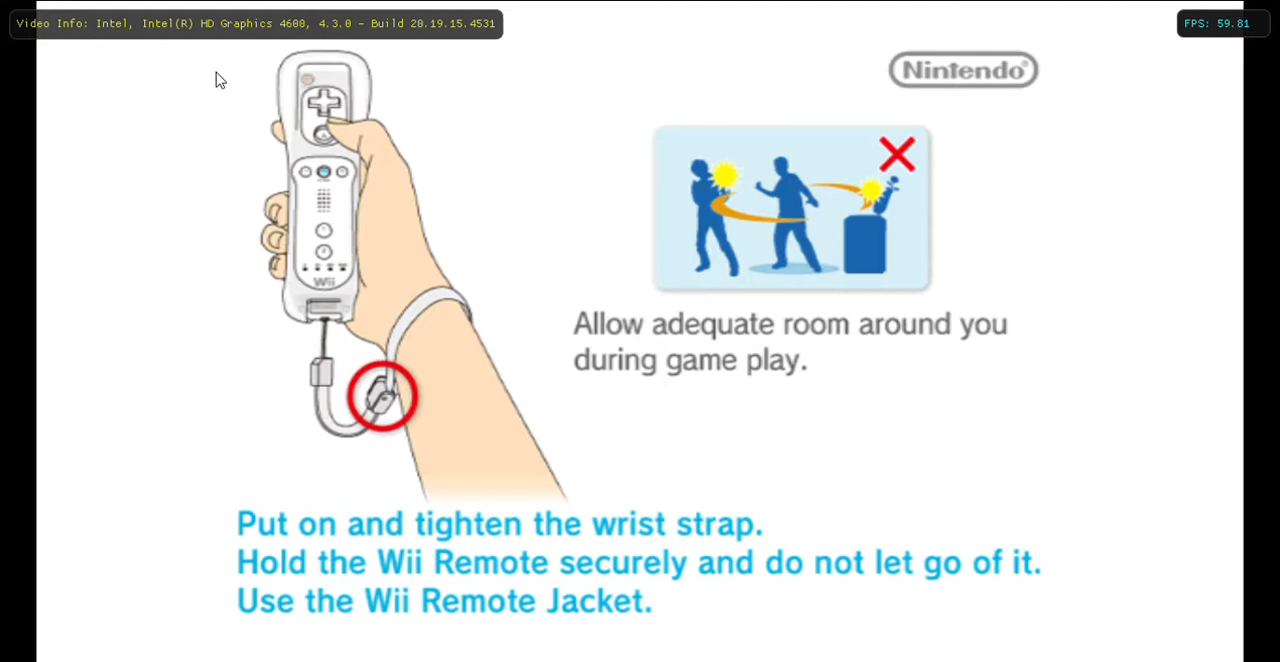 Video Info: Intel, Intel(R) HD Graphics 4600, 4.3.0 - Build 20.19.15.4531
FPS: 59.81
Nintendo®
Wii
Allow adequate room around you
during game play.
Put on and tighten the wrist strap.
Hold the Wii Remote securely and do not let go of it.
Use the Wii Remote Jacket.